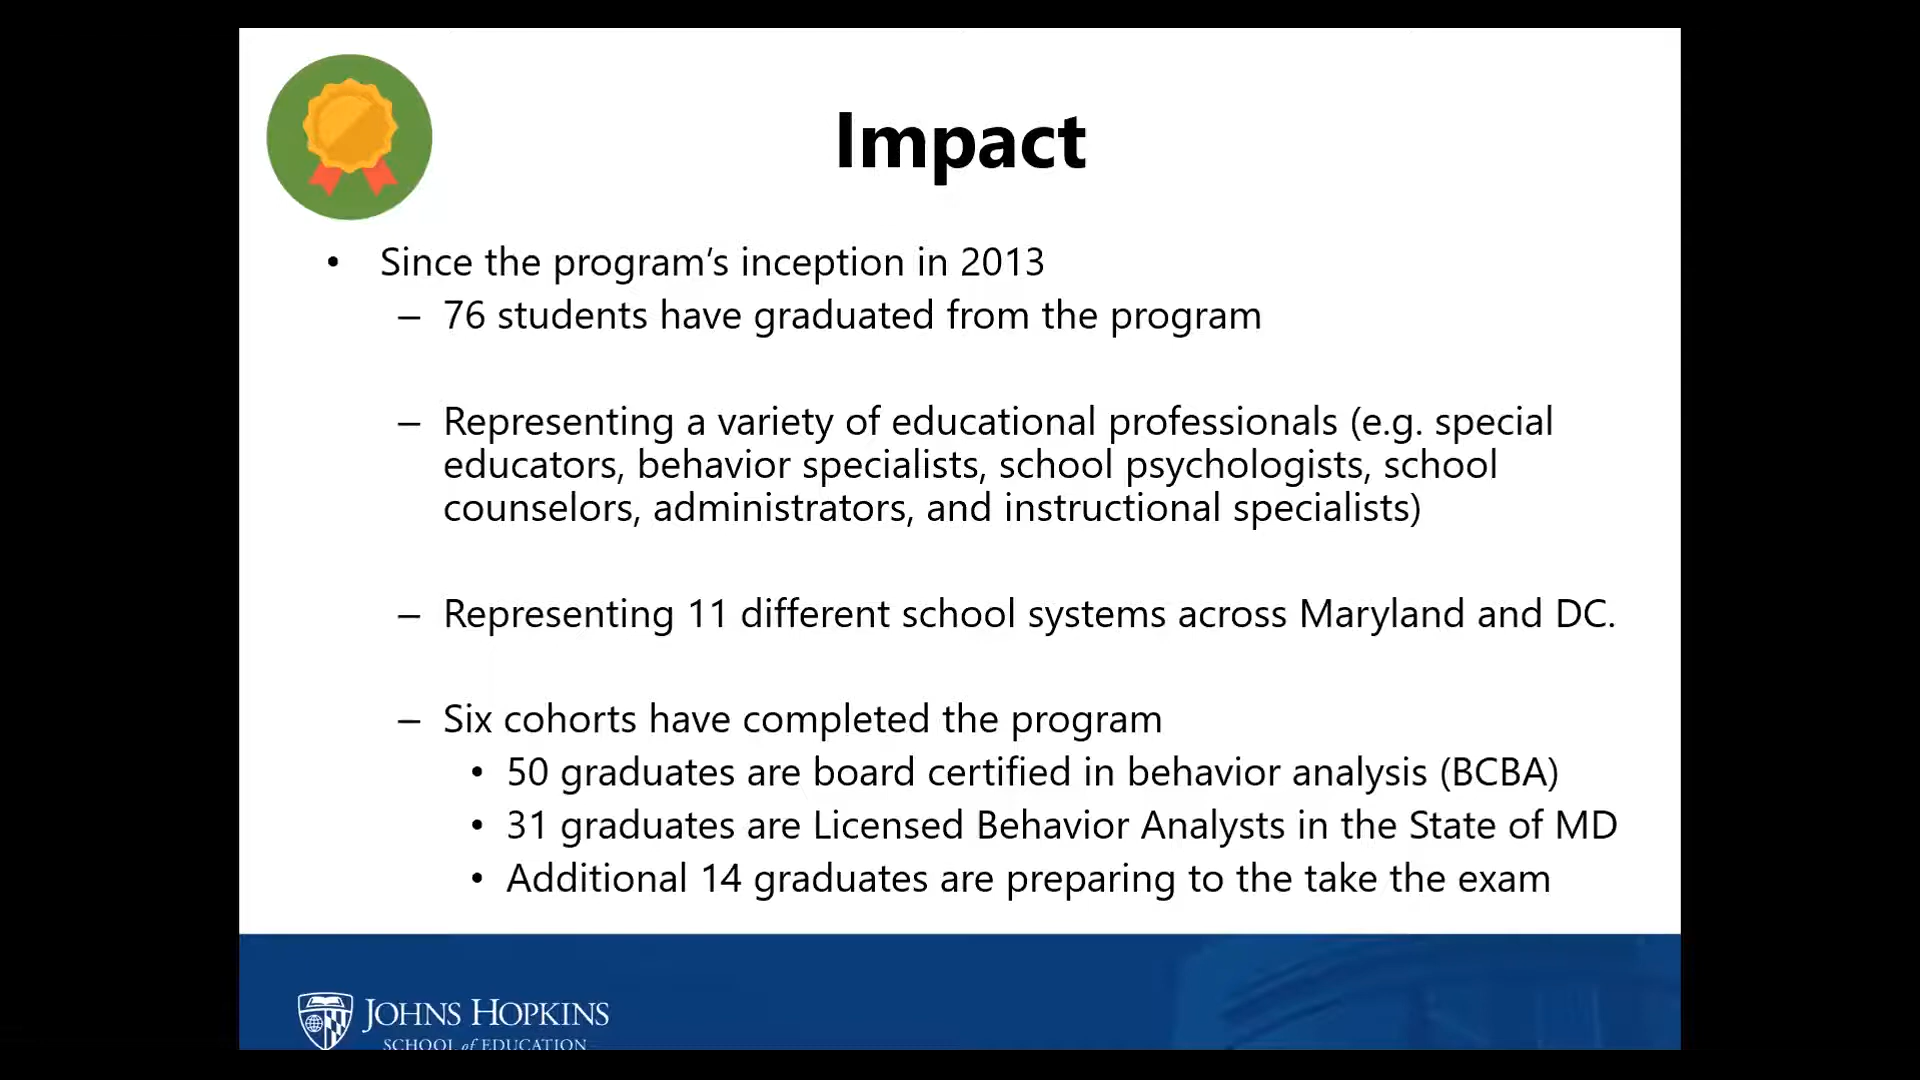 Impact
• Since the program’s inception in 2013
– 76 students have graduated from the program
– Representing a variety of educational professionals (e.g. special
educators, behavior specialists, school psychologists, school
counselors, administrators, and instructional specialists)
– Representing 11 different school systems across Maryland and DC.
– Six cohorts have completed the program
• 50 graduates are board certified in behavior analysis (BCBA)
• 31 graduates are Licensed Behavior Analysts in the State of MD
• Additional 14 graduates are preparing to the take the exam
JOHNS HOPKINS
SCHOOL of EDUCATION